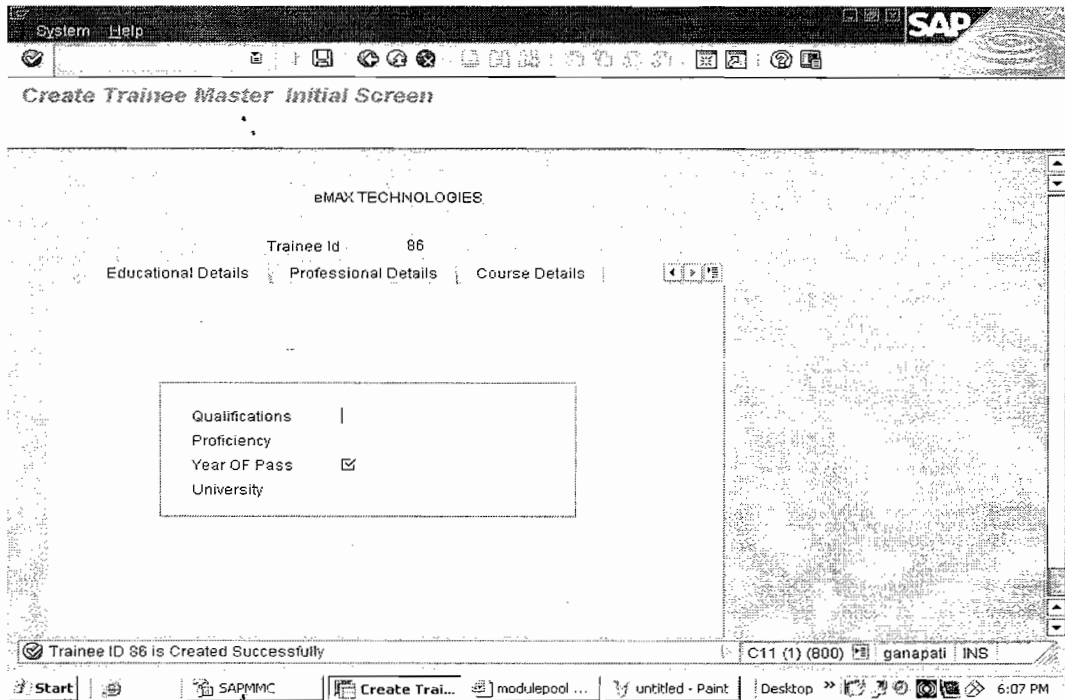 System Help
SAP
Create Trainee Master Initial Screen
eMAX TECHNOLOGIES
Trainee Id 86
Educational Details Professional Details Course Details
Qualifications
Proficiency
Year OF Pass
University
Trainee ID 86 is Created Successfully
C11 (1) (800) ganapati INS
Start SAPMMC Create Trai... modulepool ... untitled - Paint Desktop » 6:07 PM